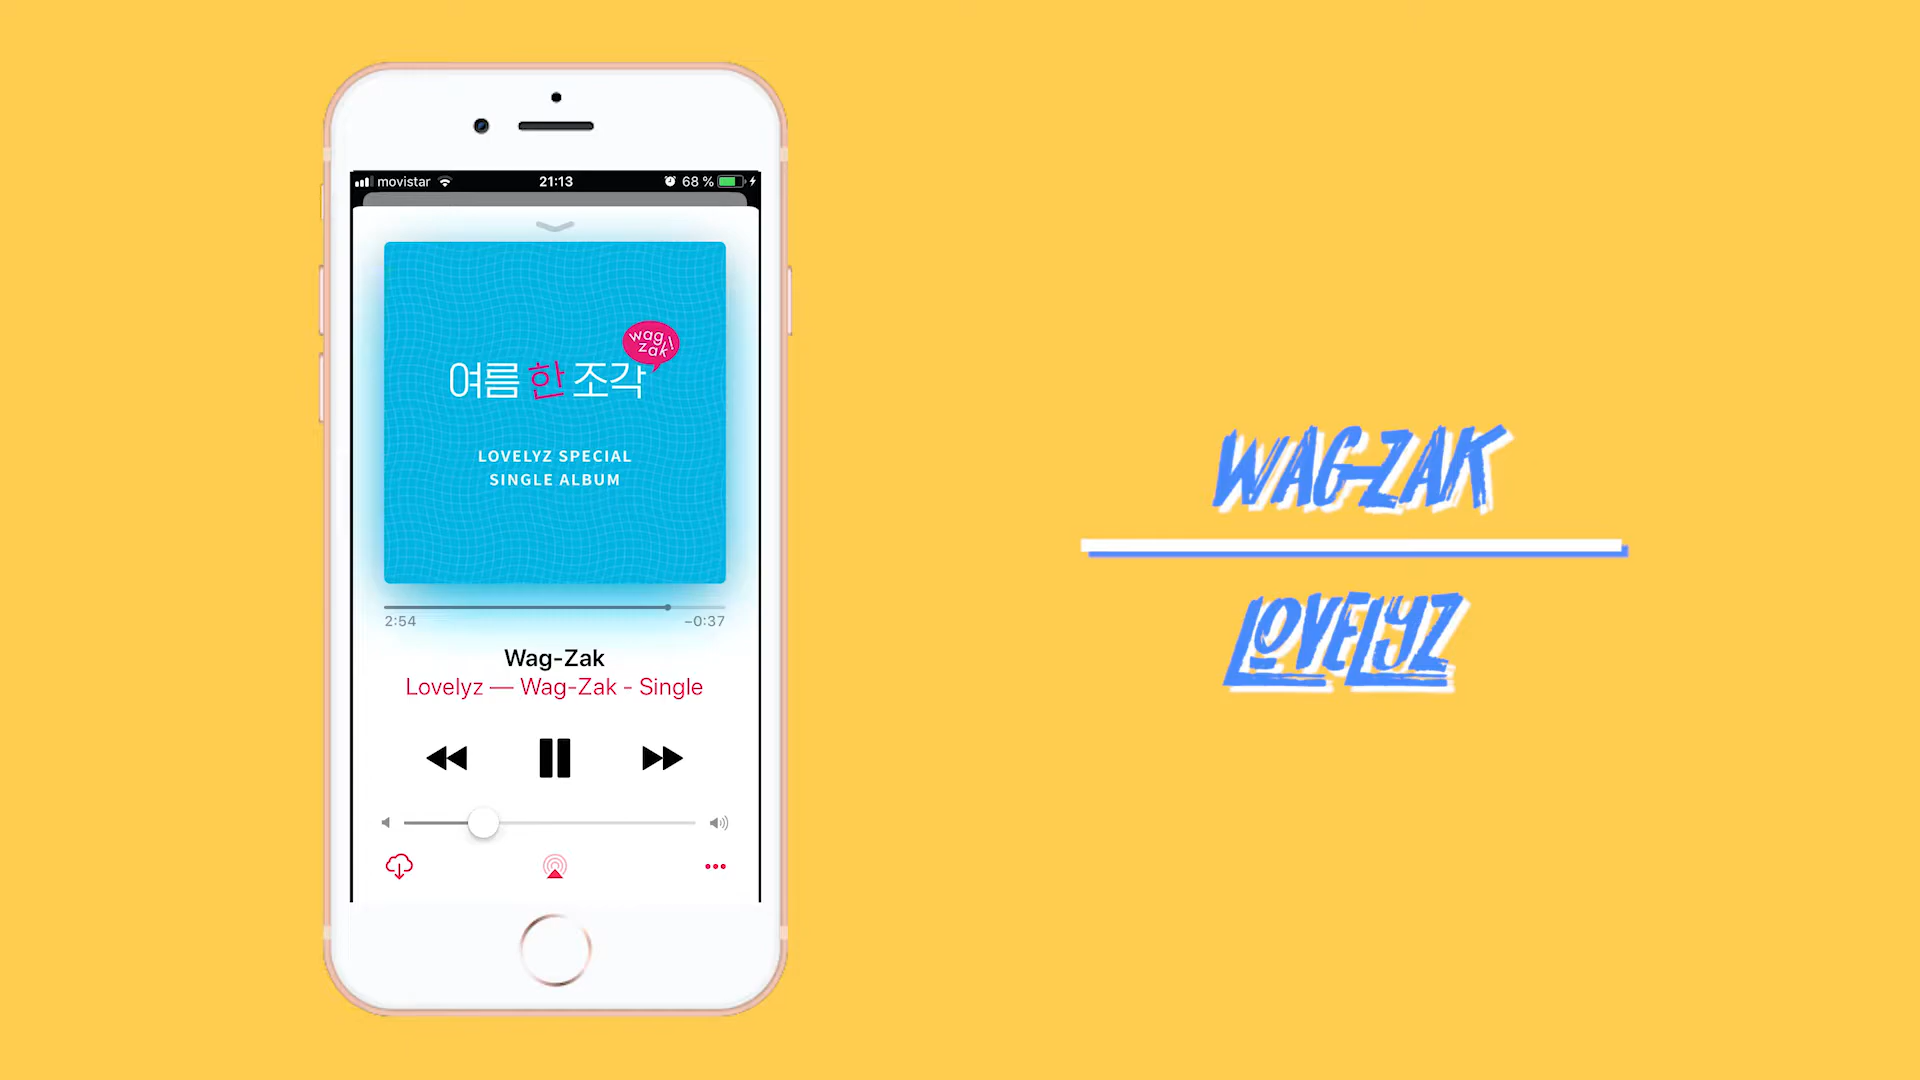 movistar 21:13 68 %
wag
zak!
여름 한 조각
LOVELYZ SPECIAL
SINGLE ALBUM
2:54 −0:37
Wag-Zak
Lovelyz — Wag-Zak - Single
WAG-ZAK
LOVELYZ